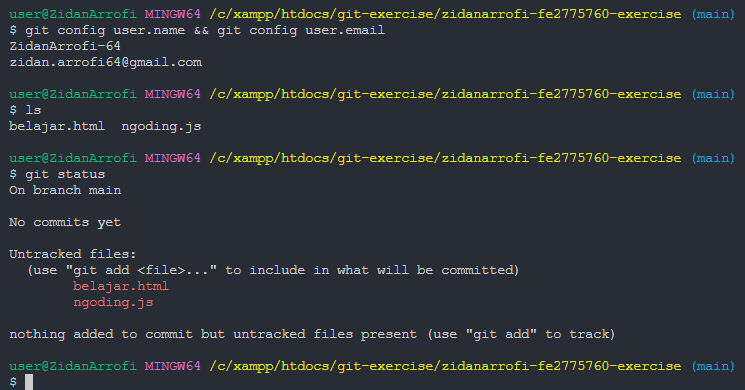 user@ZidanArrofi MINGW64 /c/xampp/htdocs/git-exercise/zidanarrofi-fe2775760-exercise (main)
$ git config user.name && git config user.email
ZidanArrofi-64
zidan.arrofi64@gmail.com
user@ZidanArrofi MINGW64 /c/xampp/htdocs/git-exercise/zidanarrofi-fe2775760-exercise (main)
$ ls
belajar.html  ngoding.js
user@ZidanArrofi MINGW64 /c/xampp/htdocs/git-exercise/zidanarrofi-fe2775760-exercise (main)
$ git status
On branch main
No commits yet
Untracked files:
  (use "git add <file>..." to include in what will be committed)
        belajar.html
        ngoding.js
nothing added to commit but untracked files present (use "git add" to track)
user@ZidanArrofi MINGW64 /c/xampp/htdocs/git-exercise/zidanarrofi-fe2775760-exercise (main)
$